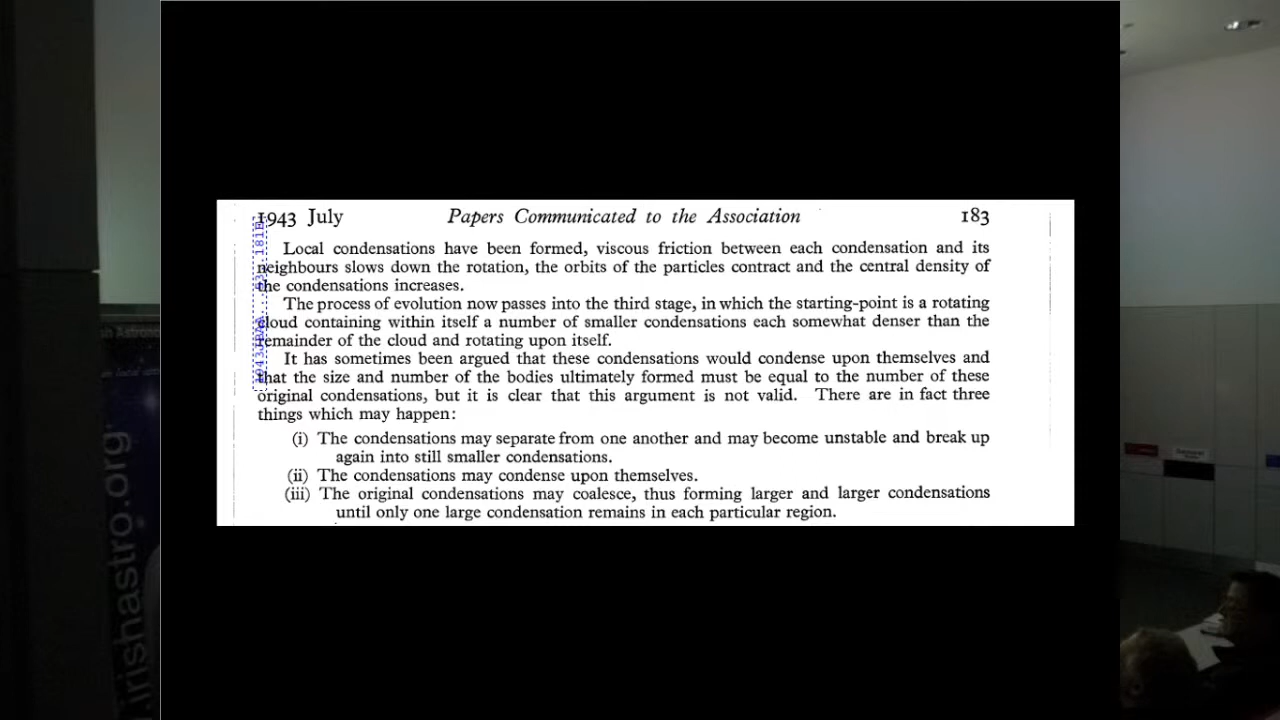 1943 July Papers Communicated to the Association 183
Local condensations have been formed, viscous friction between each condensation and its
neighbours slows down the rotation, the orbits of the particles contract and the central density of
the condensations increases.
The process of evolution now passes into the third stage, in which the starting-point is a rotating
cloud containing within itself a number of smaller condensations each somewhat denser than the
remainder of the cloud and rotating upon itself.
It has sometimes been argued that these condensations would condense upon themselves and
that the size and number of the bodies ultimately formed must be equal to the number of these
original condensations, but it is clear that this argument is not valid. There are in fact three
things which may happen:
(i) The condensations may separate from one another and may become unstable and break up
again into still smaller condensations.
(ii) The condensations may condense upon themselves.
(iii) The original condensations may coalesce, thus forming larger and larger condensations
until only one large condensation remains in each particular region.
.irishastro.org